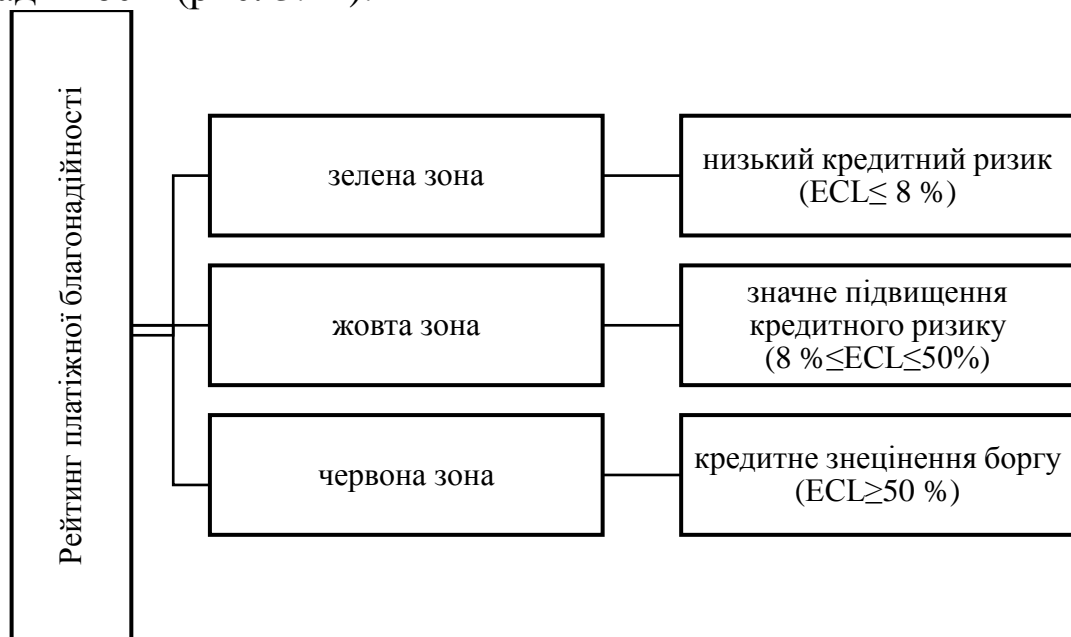 Рейтинг платіжної благонадійності
зелена зона
низький кредитний ризик
(ECL≤ 8 %)
жовта зона
значне підвищення
кредитного ризику
(8 %≤ECL≤50%)
червона зона
кредитне знецінення боргу
(ECL≥50 %)